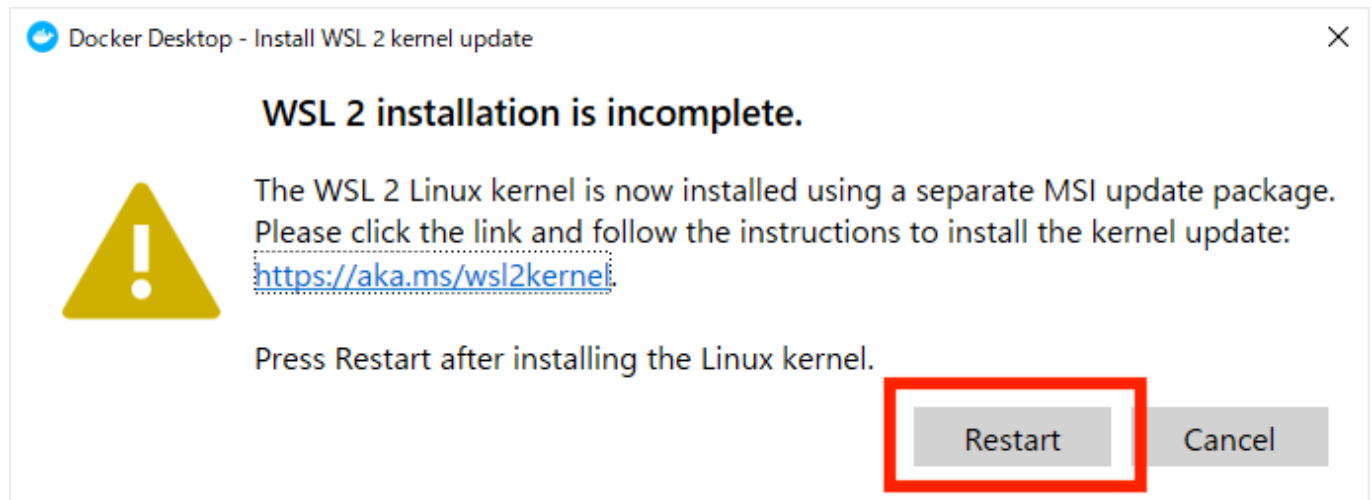 Docker Desktop - Install WSL 2 kernel update
WSL 2 installation is incomplete.
The WSL 2 Linux kernel is now installed using a separate MSI update package.
Please click the link and follow the instructions to install the kernel update:
https://aka.ms/wsl2kernel.
Press Restart after installing the Linux kernel.
Restart Cancel